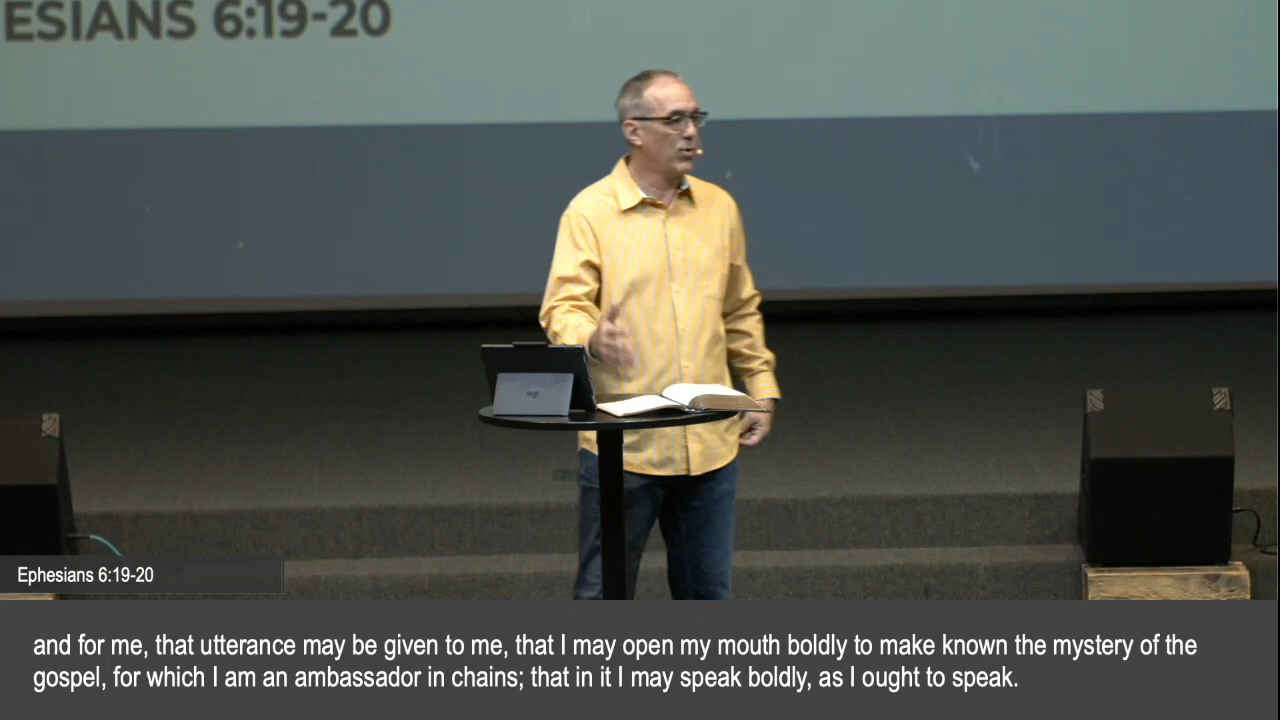 ESIANS 6:19-20
Ephesians 6:19-20
and for me, that utterance may be given to me, that I may open my mouth boldly to make known the mystery of the
gospel, for which I am an ambassador in chains; that in it I may speak boldly, as I ought to speak.